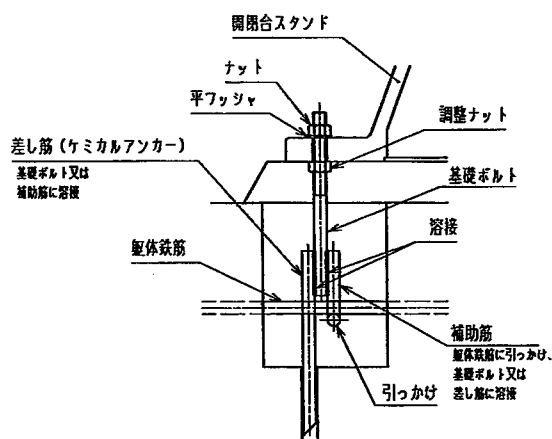 開閉台スタンド
ナット
平ワッシャ
調整ナット
差し筋(ケミカルアンカー)
基礎ボルト又は
補助筋に溶接
基礎ボルト
溶接
躯体鉄筋
補助筋
躯体鉄筋に引っかけ、
基礎ボルト又は
差し筋に溶接
引っかけ